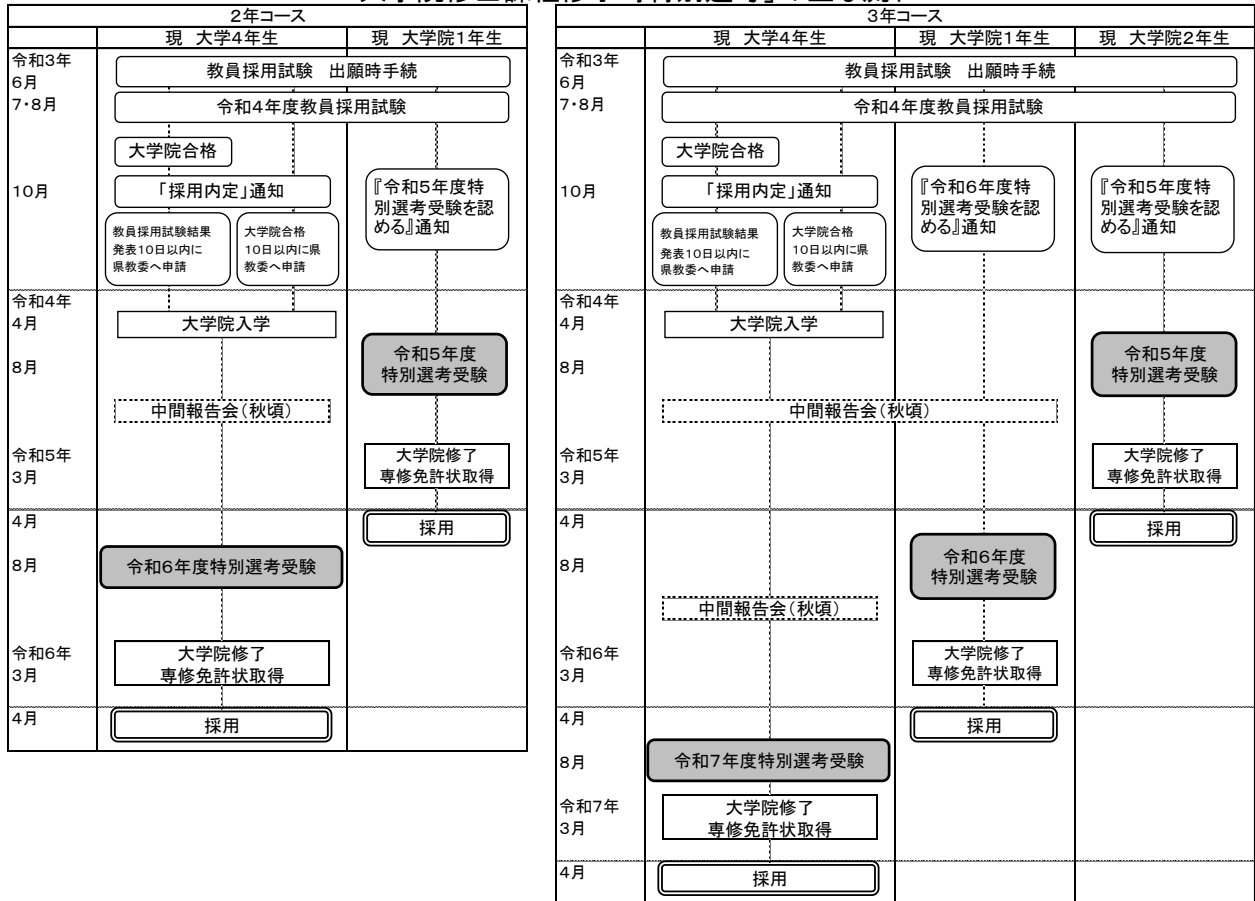 2年コース
現 大学4年生
現 大学院1年生
令和3年
6月
教員採用試験 出願時手続
7・8月
令和4年度教員採用試験
大学院合格
10月
「採用内定」通知
『令和5年度特
別選考受験を認
める』通知
教員採用試験結果
発表10日以内に
県教委へ申請
大学院合格
10日以内に県
教委へ申請
令和4年
4月
大学院入学
8月
令和5年度
特別選考受験
中間報告会(秋頃)
令和5年
3月
大学院修了
専修免許状取得
4月
採用
8月
令和6年度特別選考受験
令和6年
3月
大学院修了
専修免許状取得
4月
採用
3年コース
現 大学4年生
現 大学院1年生
現 大学院2年生
令和3年
6月
教員採用試験 出願時手続
7・8月
令和4年度教員採用試験
大学院合格
10月
「採用内定」通知
『令和6年度特
別選考受験を認
める』通知
『令和5年度特
別選考受験を認
める』通知
教員採用試験結果
発表10日以内に
県教委へ申請
大学院合格
10日以内に県
教委へ申請
令和4年
4月
大学院入学
8月
令和5年度
特別選考受験
中間報告会(秋頃)
令和5年
3月
大学院修了
専修免許状取得
4月
採用
8月
令和6年度
特別選考受験
中間報告会(秋頃)
令和6年
3月
大学院修了
専修免許状取得
4月
採用
8月
令和7年度特別選考受験
令和7年
3月
大学院修了
専修免許状取得
4月
採用